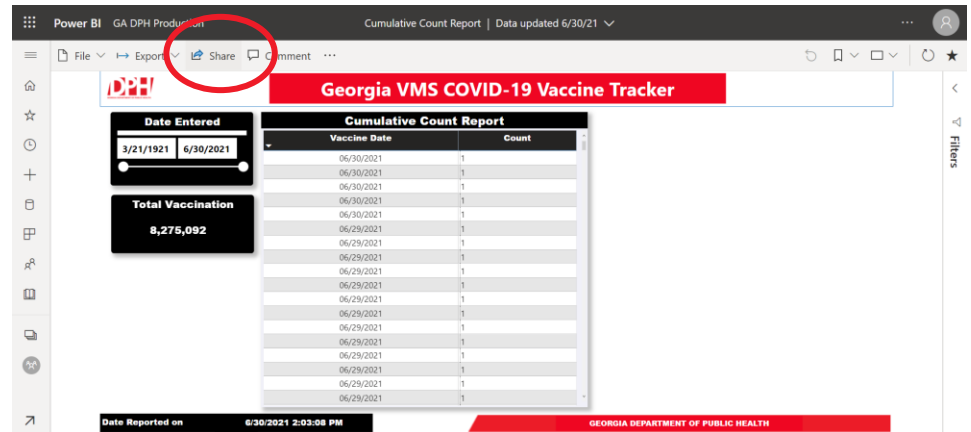 Power BI GA DPH Production Cumulative Count Report | Data updated 6/30/21 ...
File Export Share Comment ...
DPH
Georgia VMS COVID-19 Vaccine Tracker
Date Entered
3/21/1921 6/30/2021
Total Vaccination
8,275,092
Cumulative Count Report
Vaccine Date Count
06/30/2021 1
06/30/2021 1
06/30/2021 1
06/30/2021 1
06/30/2021 1
06/29/2021 1
06/29/2021 1
06/29/2021 1
06/29/2021 1
06/29/2021 1
06/29/2021 1
06/29/2021 1
06/29/2021 1
06/29/2021 1
06/29/2021 1
06/29/2021 1
06/29/2021 1
06/29/2021 1
Filters
Date Reported on 6/30/2021 2:03:08 PM
GEORGIA DEPARTMENT OF PUBLIC HEALTH